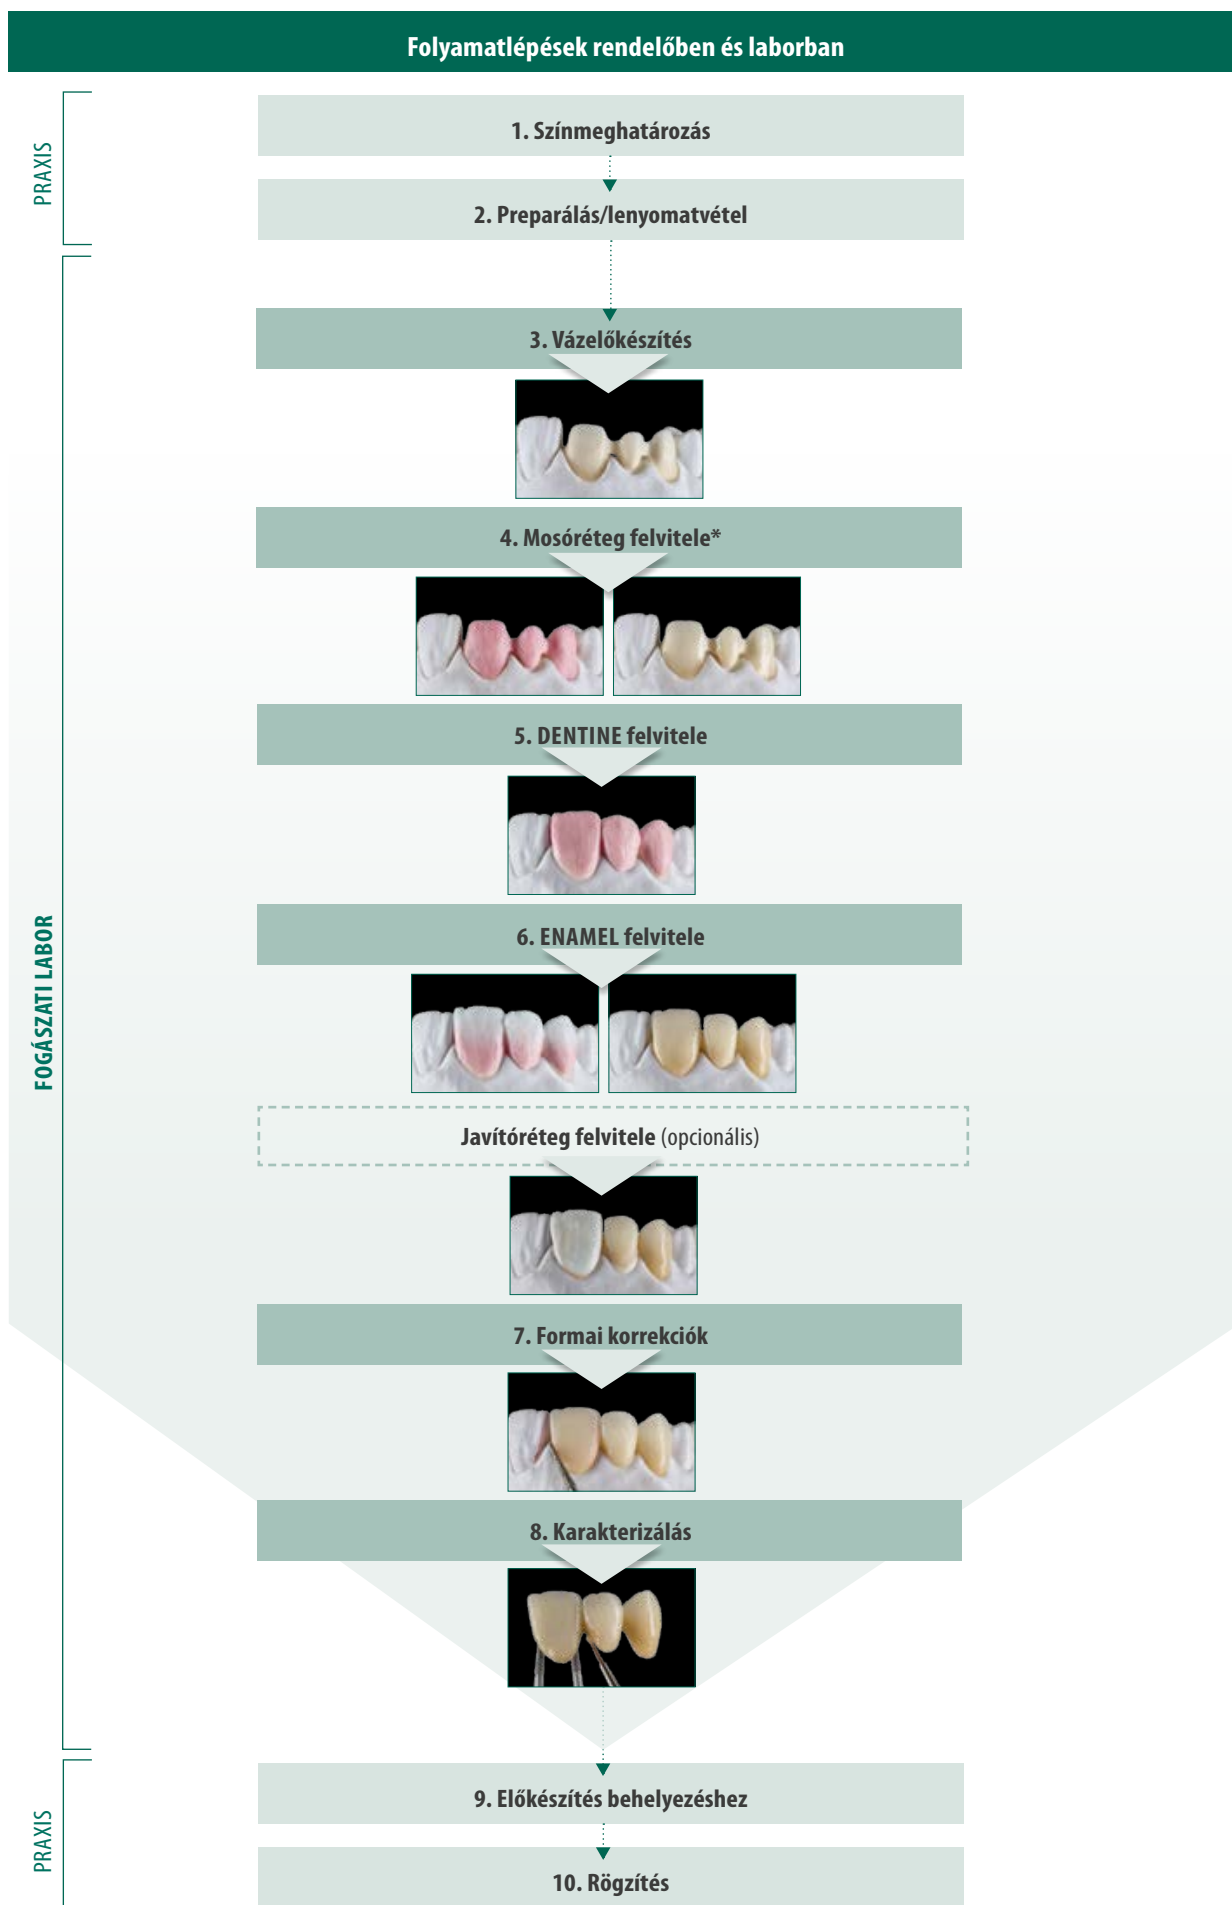 Folyamatlépések rendelőben és laborban
PRAXIS
1. Színmeghatározás
2. Preparálás/lenyomatvétel
FOGÁSZATI LABOR
3. Vázelőkészítés
4. Mosóréteg felvitele*
5. DENTINE felvitele
6. ENAMEL felvitele
Javítóréteg felvitele (opcionális)
7. Formai korrekciók
8. Karakterizálás
PRAXIS
9. Előkészítés behelyezéshez
10. Rögzítés